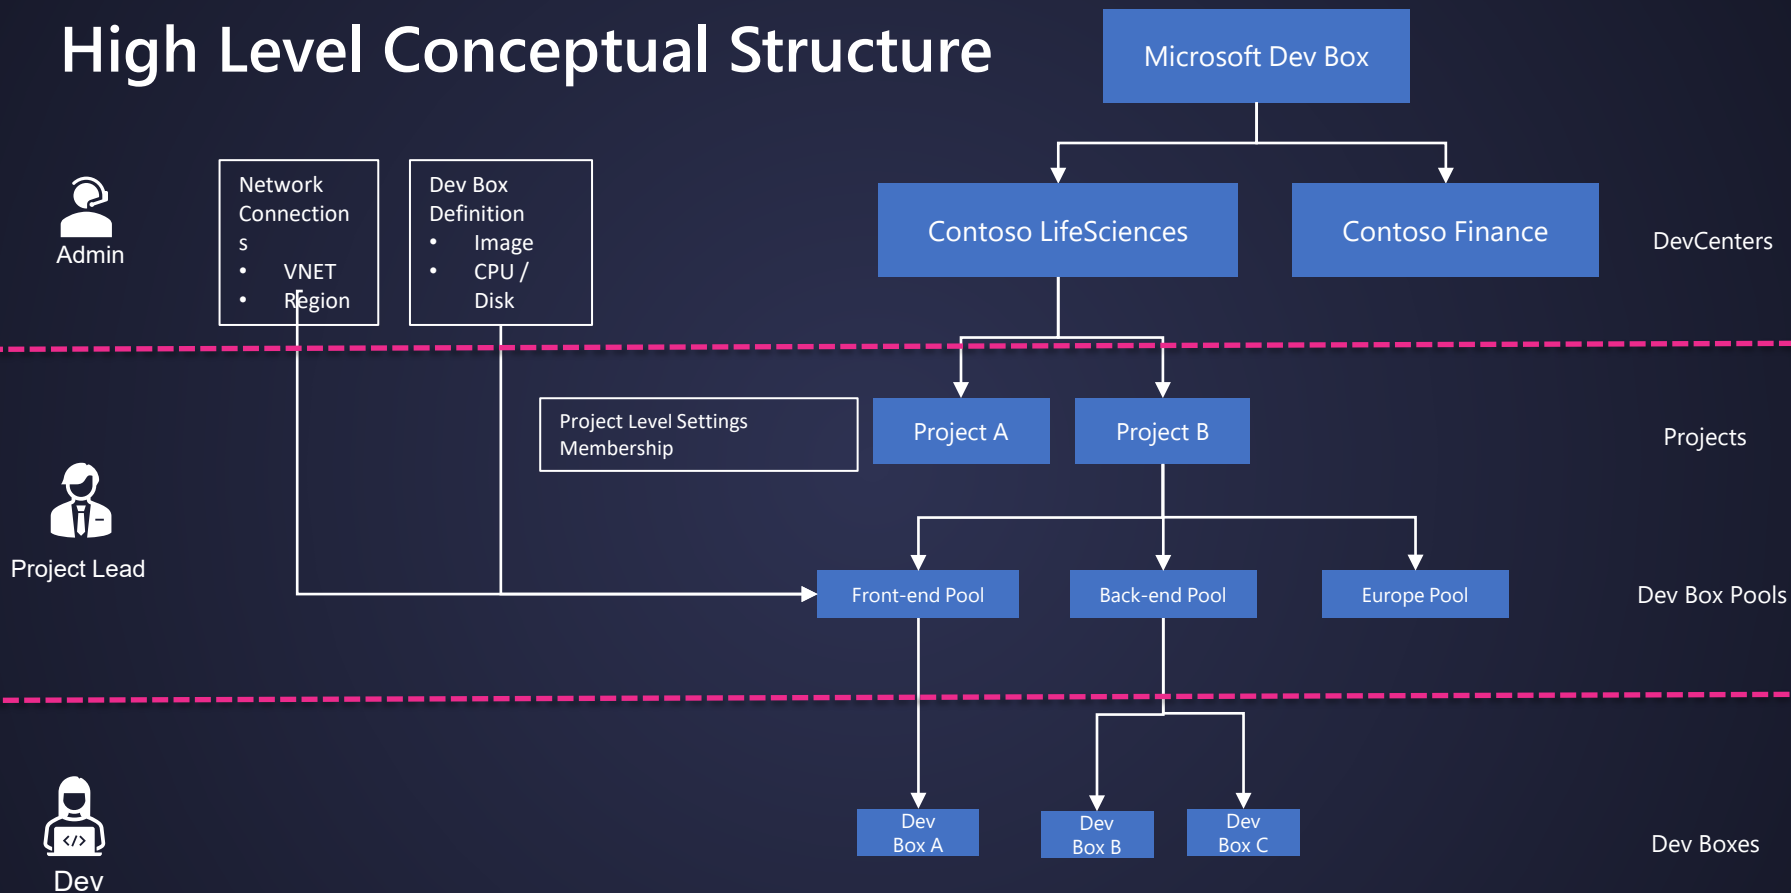 High Level Conceptual Structure
Microsoft Dev Box
Admin
Network
Connection
s
• VNET
• Region
Dev Box
Definition
• Image
• CPU /
Disk
Contoso LifeSciences
Contoso Finance
DevCenters
Project Level Settings
Membership
Project A
Project B
Projects
Project Lead
Front-end Pool
Back-end Pool
Europe Pool
Dev Box Pools
</>
Dev
Dev
Box A
Dev
Box B
Dev
Box C
Dev Boxes